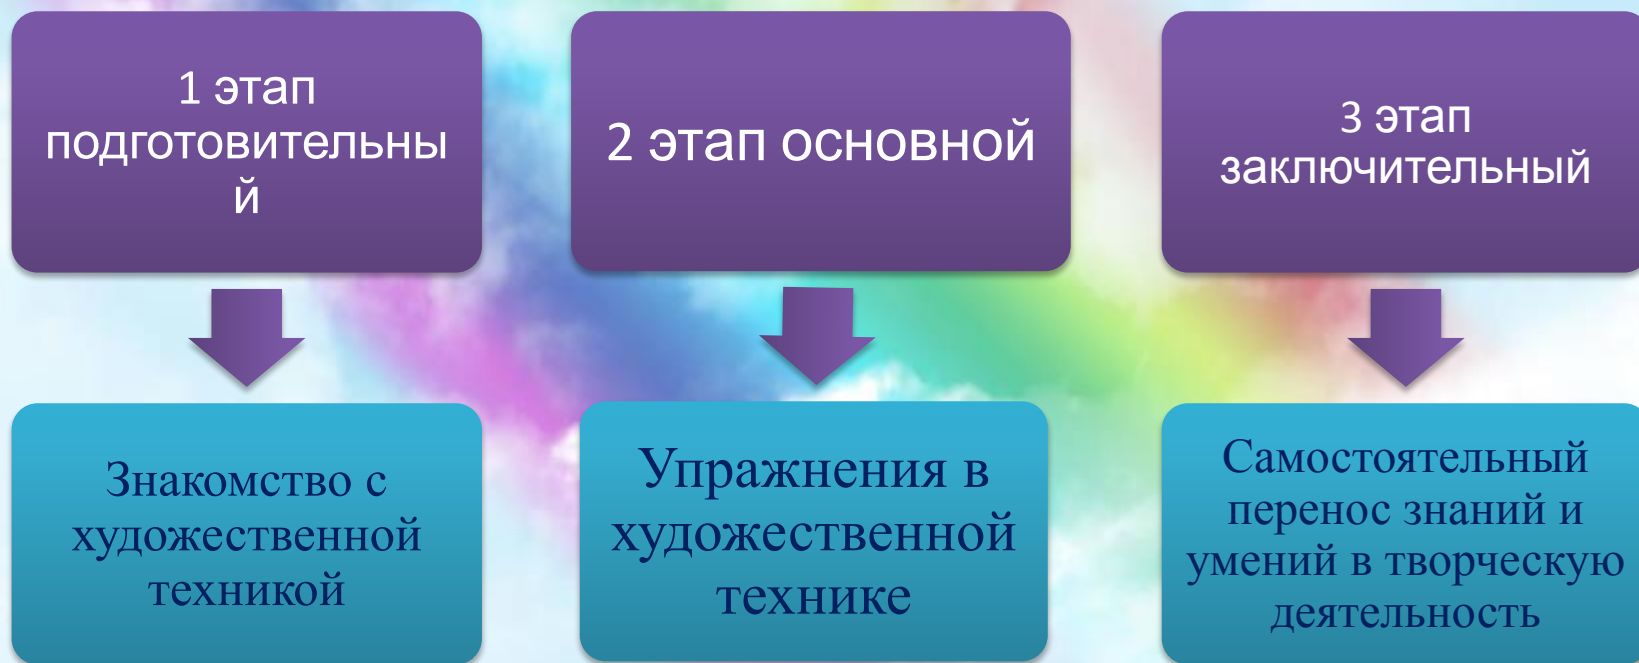 1 этап
подготовительны
й
2 этап основной
3 этап
заключительный
Знакомство с
художественной
техникой
Упражнения в
художественной
технике
Самостоятельный
перенос знаний и
умений в творческую
деятельность